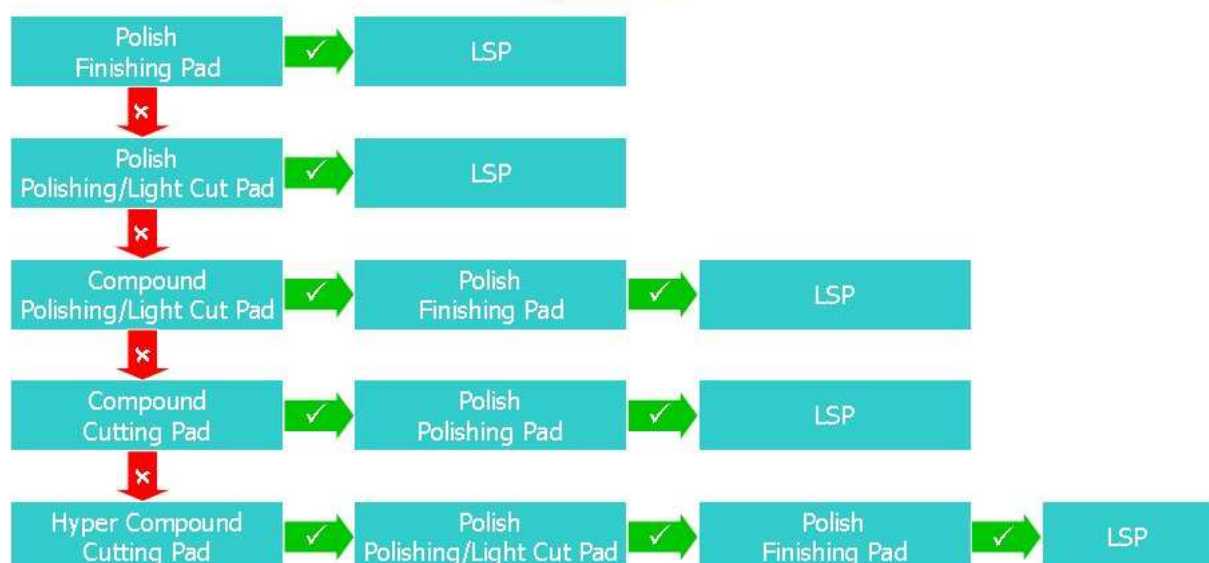 Polish
Finishing Pad
LSP
Polish
Polishing/Light Cut Pad
LSP
Compound
Polishing/Light Cut Pad
Polish
Finishing Pad
LSP
Compound
Cutting Pad
Polish
Polishing Pad
LSP
Hyper Compound
Cutting Pad
Polish
Polishing/Light Cut Pad
Polish
Finishing Pad
LSP